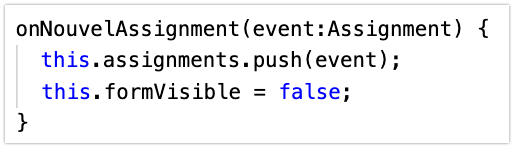 onNouvelAssignment(event:Assignment) {
this.assignments.push(event);
this.formVisible = false;
}